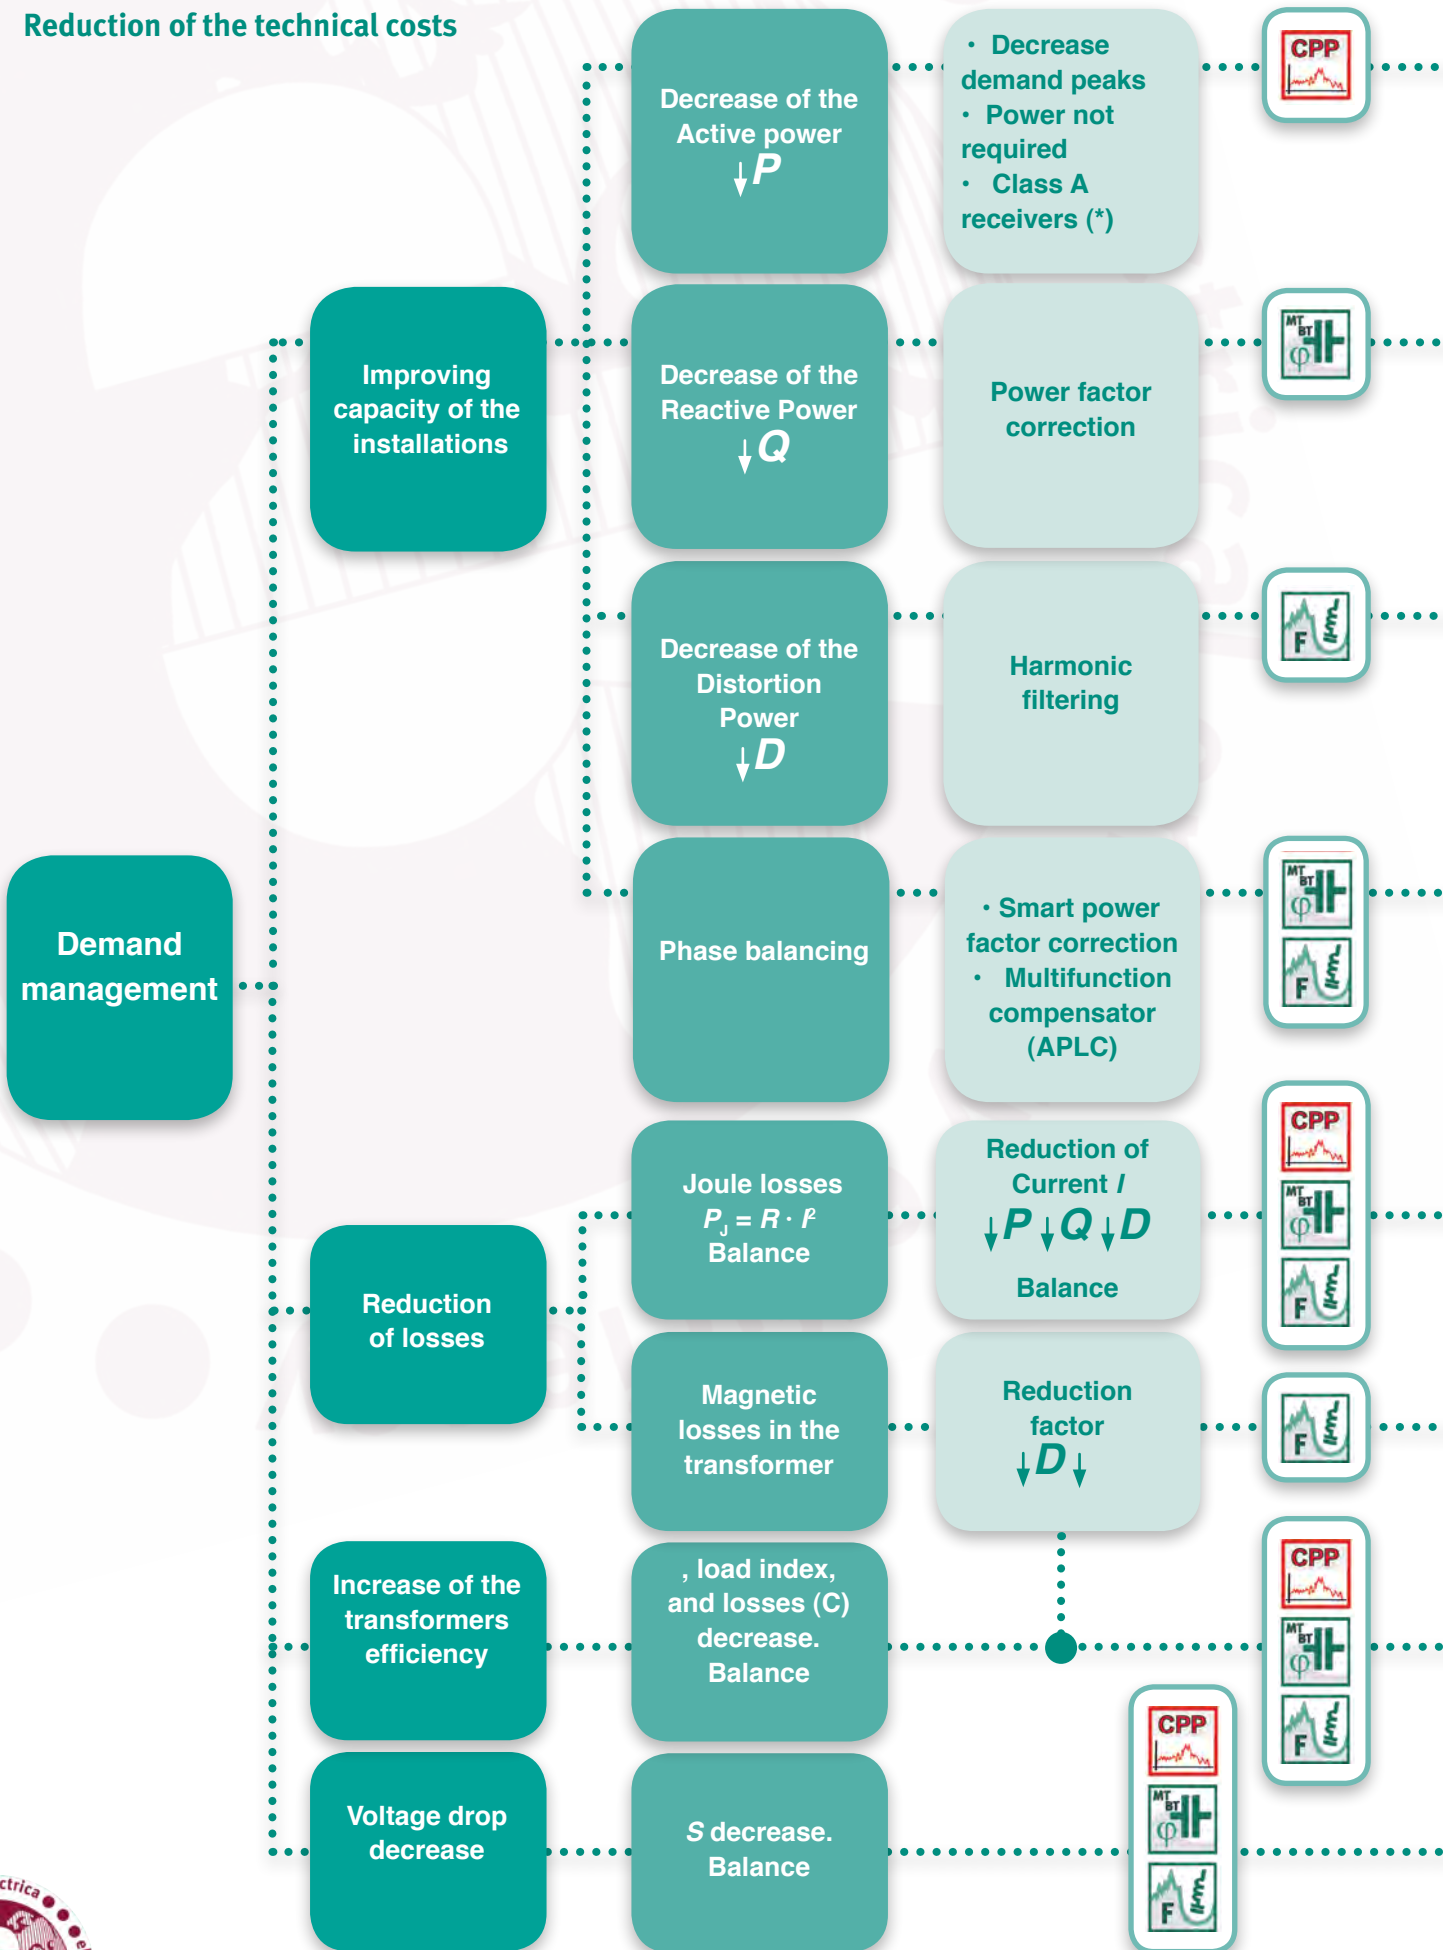 Reduction of the technical costs
Decrease of the
Active power
↓P
• Decrease
demand peaks
• Power not
required
• Class A
receivers (*)
CPP
Improving
capacity of the
installations
Decrease of the
Reactive Power
↓Q
Power factor
correction
MT
BT
φ
Decrease of the
Distortion
Power
↓D
Harmonic
filtering
F
Demand
management
Phase balancing
• Smart power
factor correction
• Multifunction
compensator
(APLC)
MT
BT
φ
F
Reduction
of losses
Joule losses
PJ = R · I²
Balance
Reduction of
Current I
↓P ↓Q ↓D
Balance
CPP
MT
BT
φ
F
Magnetic
losses in the
transformer
Reduction
factor
↓D↓
F
Increase of the
transformers
efficiency
, load index,
and losses (C)
decrease.
Balance
CPP
MT
BT
φ
F
Voltage drop
decrease
S decrease.
Balance
CPP
MT
BT
φ
F